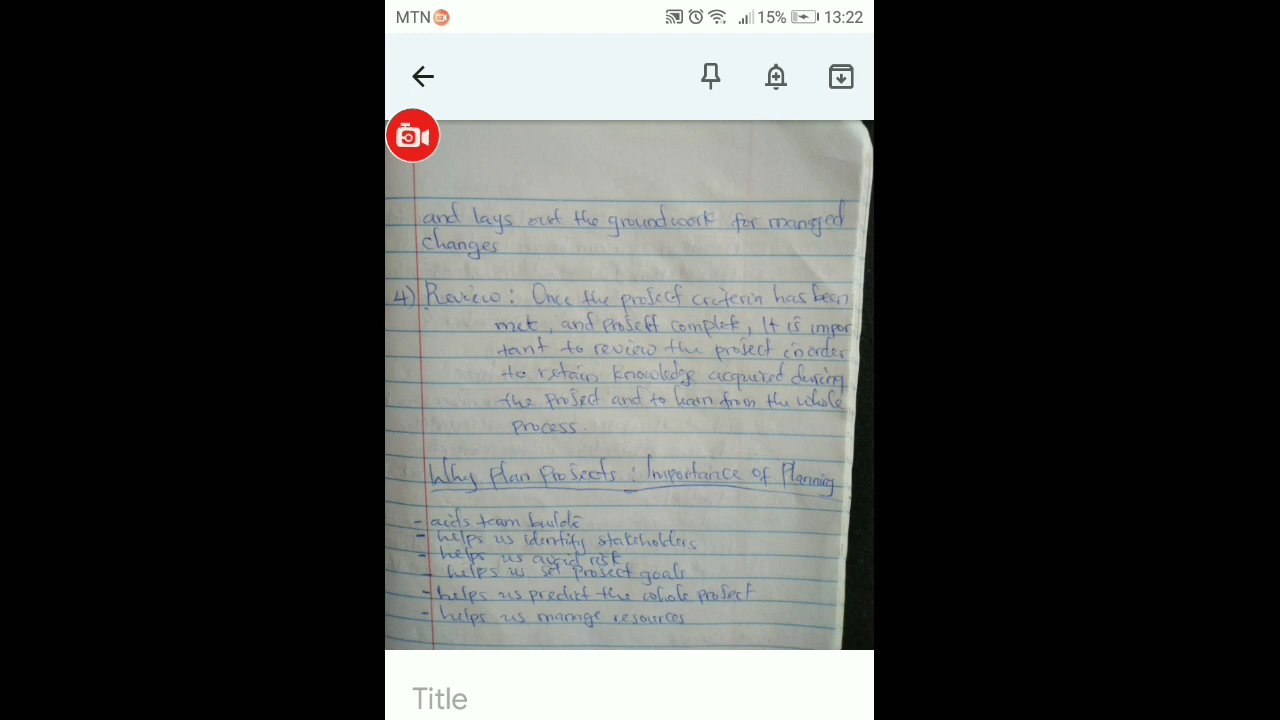 MTN 15% 13:22
and lays out the groundwork for managed
changes
4) Review: Once the project criteria has been
met, and project complete, It is impor
tant to review the project inorder
to retain knowledge acquired during
the project and to learn from the whole
process.
Why Plan Projects: Importance of Planning
- aids team build
- helps us identify stakeholders
- helps us avoid risk
- helps us set project goals
- helps us predict the whole project
- helps us manage resources
Title